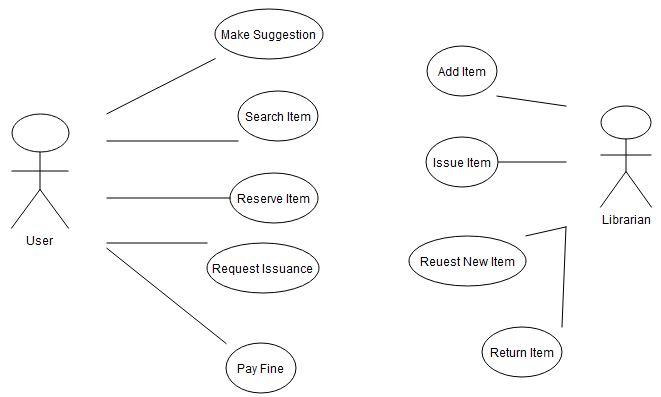 Make Suggestion
Add Item
Search Item
Issue Item
Reserve Item
Librarian
User
Request Issuance
Reuest New Item
Return Item
Pay Fine